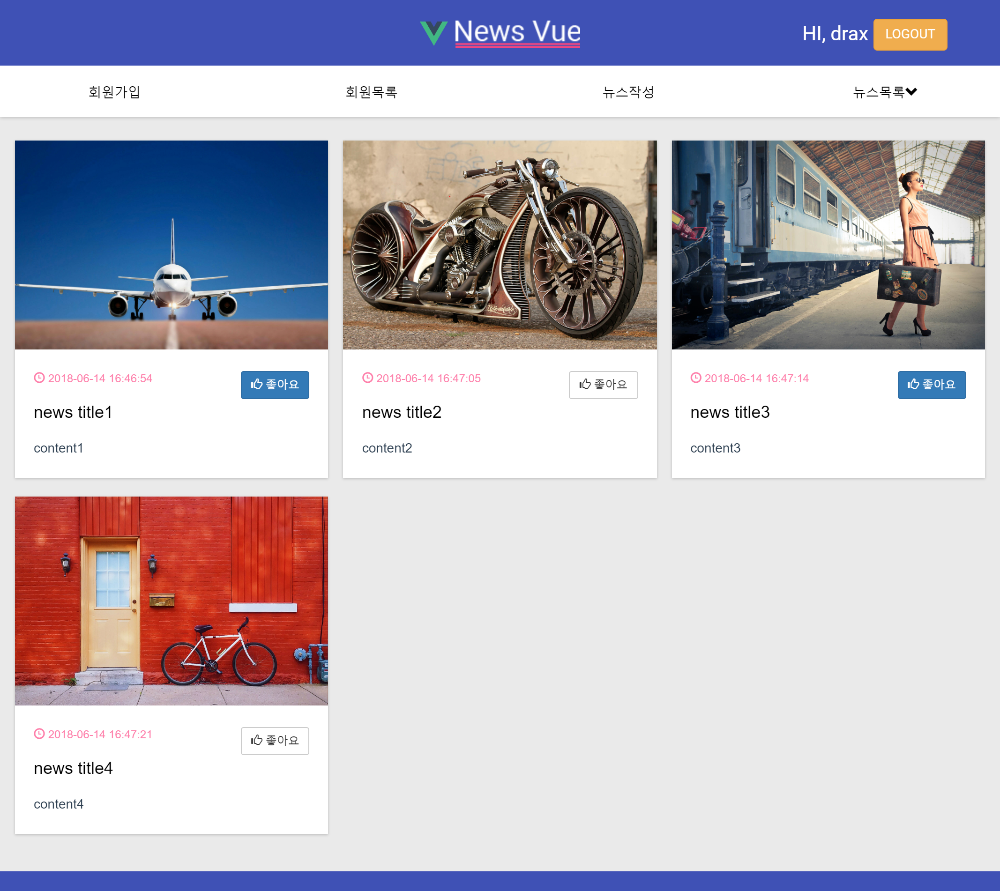 News Vue
HI, drax LOGOUT
회원가입 회원목록 뉴스작성 뉴스목록
Unbreakable
2018-06-14 16:46:54 좋아요
news title1
content1
2018-06-14 16:47:05 좋아요
news title2
content2
2018-06-14 16:47:14 좋아요
news title3
content3
2018-06-14 16:47:21 좋아요
news title4
content4